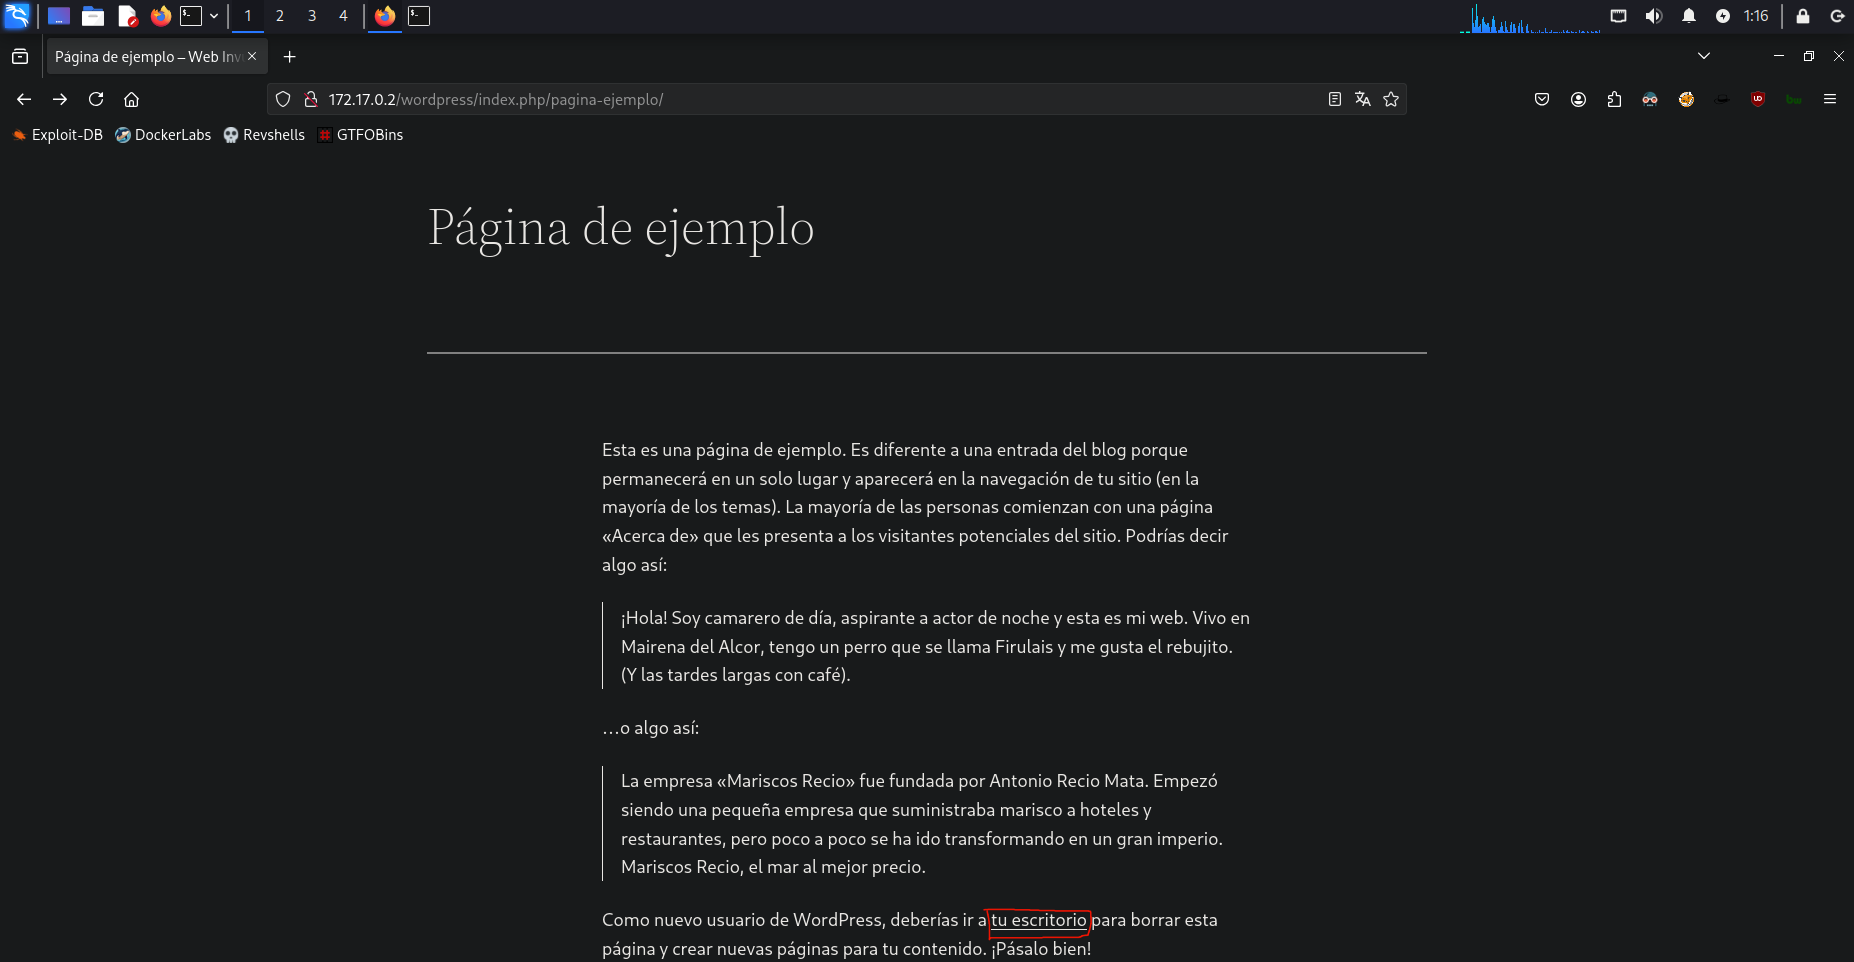 1 2 3 4 1:16
Página de ejemplo – Web Inv
172.17.0.2/wordpress/index.php/pagina-ejemplo/
Exploit-DB DockerLabs Revshells GTFOBins
Página de ejemplo
Esta es una página de ejemplo. Es diferente a una entrada del blog porque
permanecerá en un solo lugar y aparecerá en la navegación de tu sitio (en la
mayoría de los temas). La mayoría de las personas comienzan con una página
«Acerca de» que les presenta a los visitantes potenciales del sitio. Podrías decir
algo así:
¡Hola! Soy camarero de día, aspirante a actor de noche y esta es mi web. Vivo en
Mairena del Alcor, tengo un perro que se llama Firulais y me gusta el rebujito.
(Y las tardes largas con café).
…o algo así:
La empresa «Mariscos Recio» fue fundada por Antonio Recio Mata. Empezó
siendo una pequeña empresa que suministraba marisco a hoteles y
restaurantes, pero poco a poco se ha ido transformando en un gran imperio.
Mariscos Recio, el mar al mejor precio.
Como nuevo usuario de WordPress, deberías ir a tu escritorio para borrar esta
página y crear nuevas páginas para tu contenido. ¡Pásalo bien!